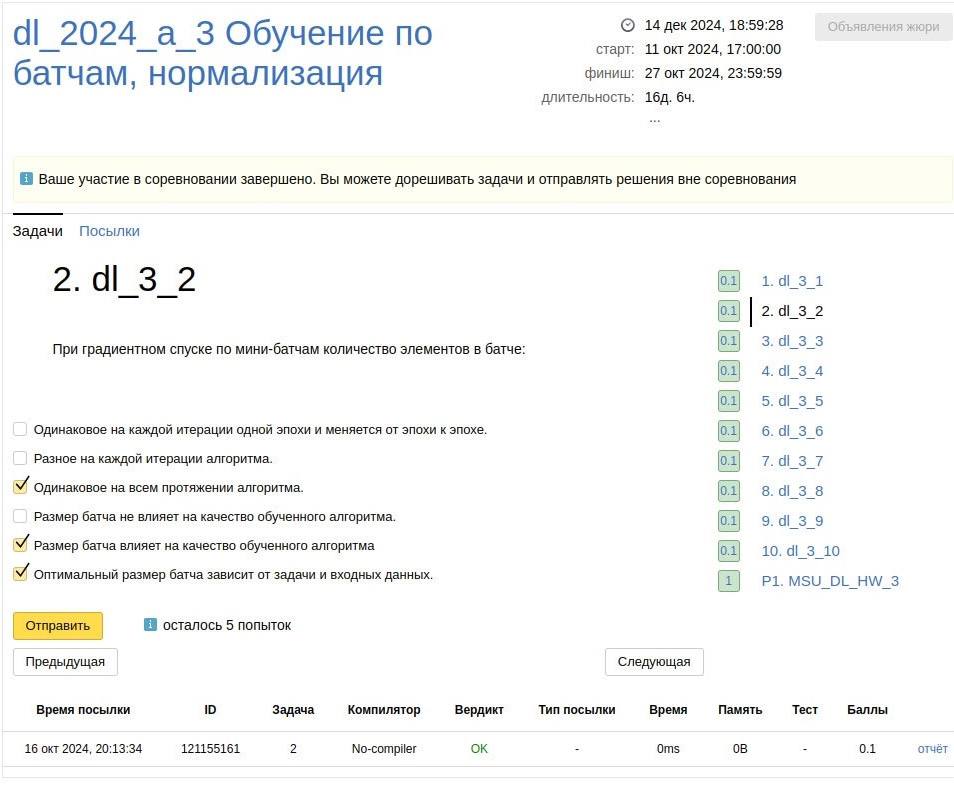 dl_2024_a_3 Обучение по
батчам, нормализация
14 дек 2024, 18:59:28
старт: 11 окт 2024, 17:00:00
финиш: 27 окт 2024, 23:59:59
длительность: 16д. 6ч.
...
Объявления жюри
Ваше участие в соревновании завершено. Вы можете дорешивать задачи и отправлять решения вне соревнования
Задачи Посылки
2. dl_3_2
При градиентном спуске по мини-батчам количество элементов в батче:
Одинаковое на каждой итерации одной эпохи и меняется от эпохи к эпохе.
Разное на каждой итерации алгоритма.
Одинаковое на всем протяжении алгоритма.
Размер батча не влияет на качество обученного алгоритма.
Размер батча влияет на качество обученного алгоритма
Оптимальный размер батча зависит от задачи и входных данных.
Отправить осталось 5 попыток
Предыдущая Следующая
0.1 1. dl_3_1
0.1 2. dl_3_2
0.1 3. dl_3_3
0.1 4. dl_3_4
0.1 5. dl_3_5
0.1 6. dl_3_6
0.1 7. dl_3_7
0.1 8. dl_3_8
0.1 9. dl_3_9
0.1 10. dl_3_10
1 P1. MSU_DL_HW_3
Время посылки ID Задача Компилятор Вердикт Тип посылки Время Память Тест Баллы
16 окт 2024, 20:13:34 121155161 2 No-compiler OK - 0ms 0B - 0.1 отчёт